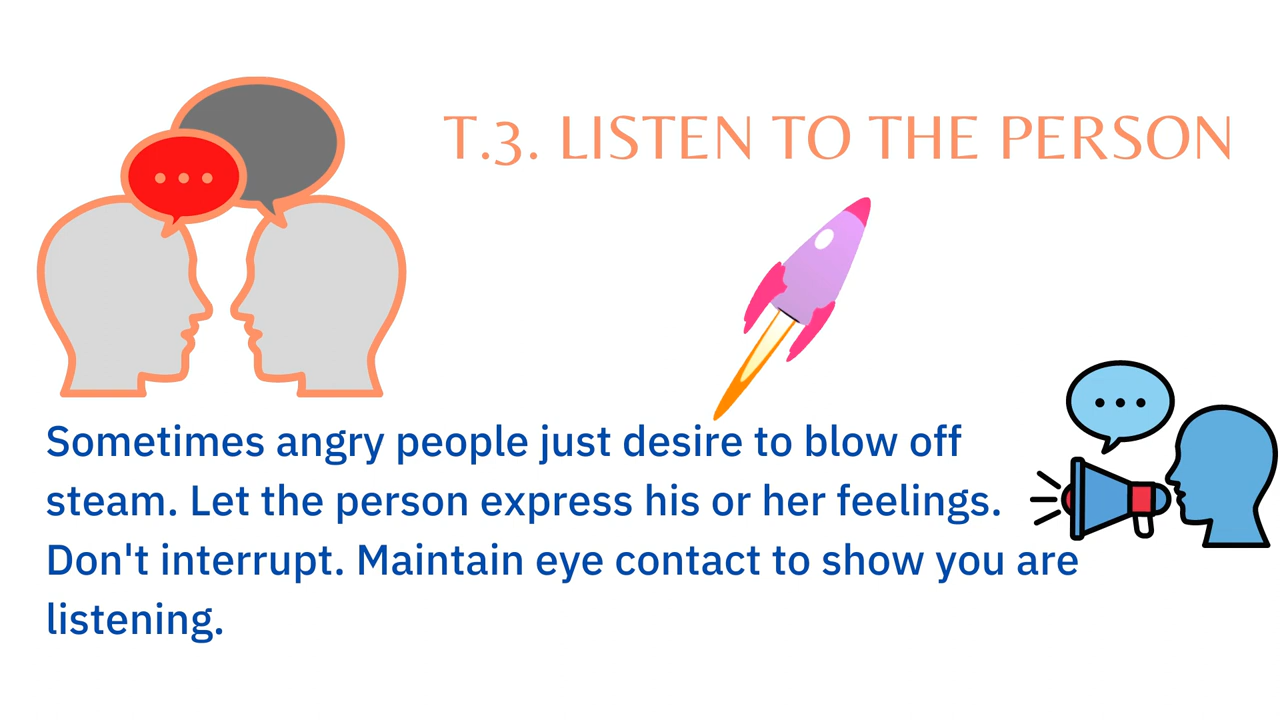 T.3. LISTEN TO THE PERSON
Sometimes angry people just desire to blow off
steam. Let the person express his or her feelings.
Don't interrupt. Maintain eye contact to show you are
listening.